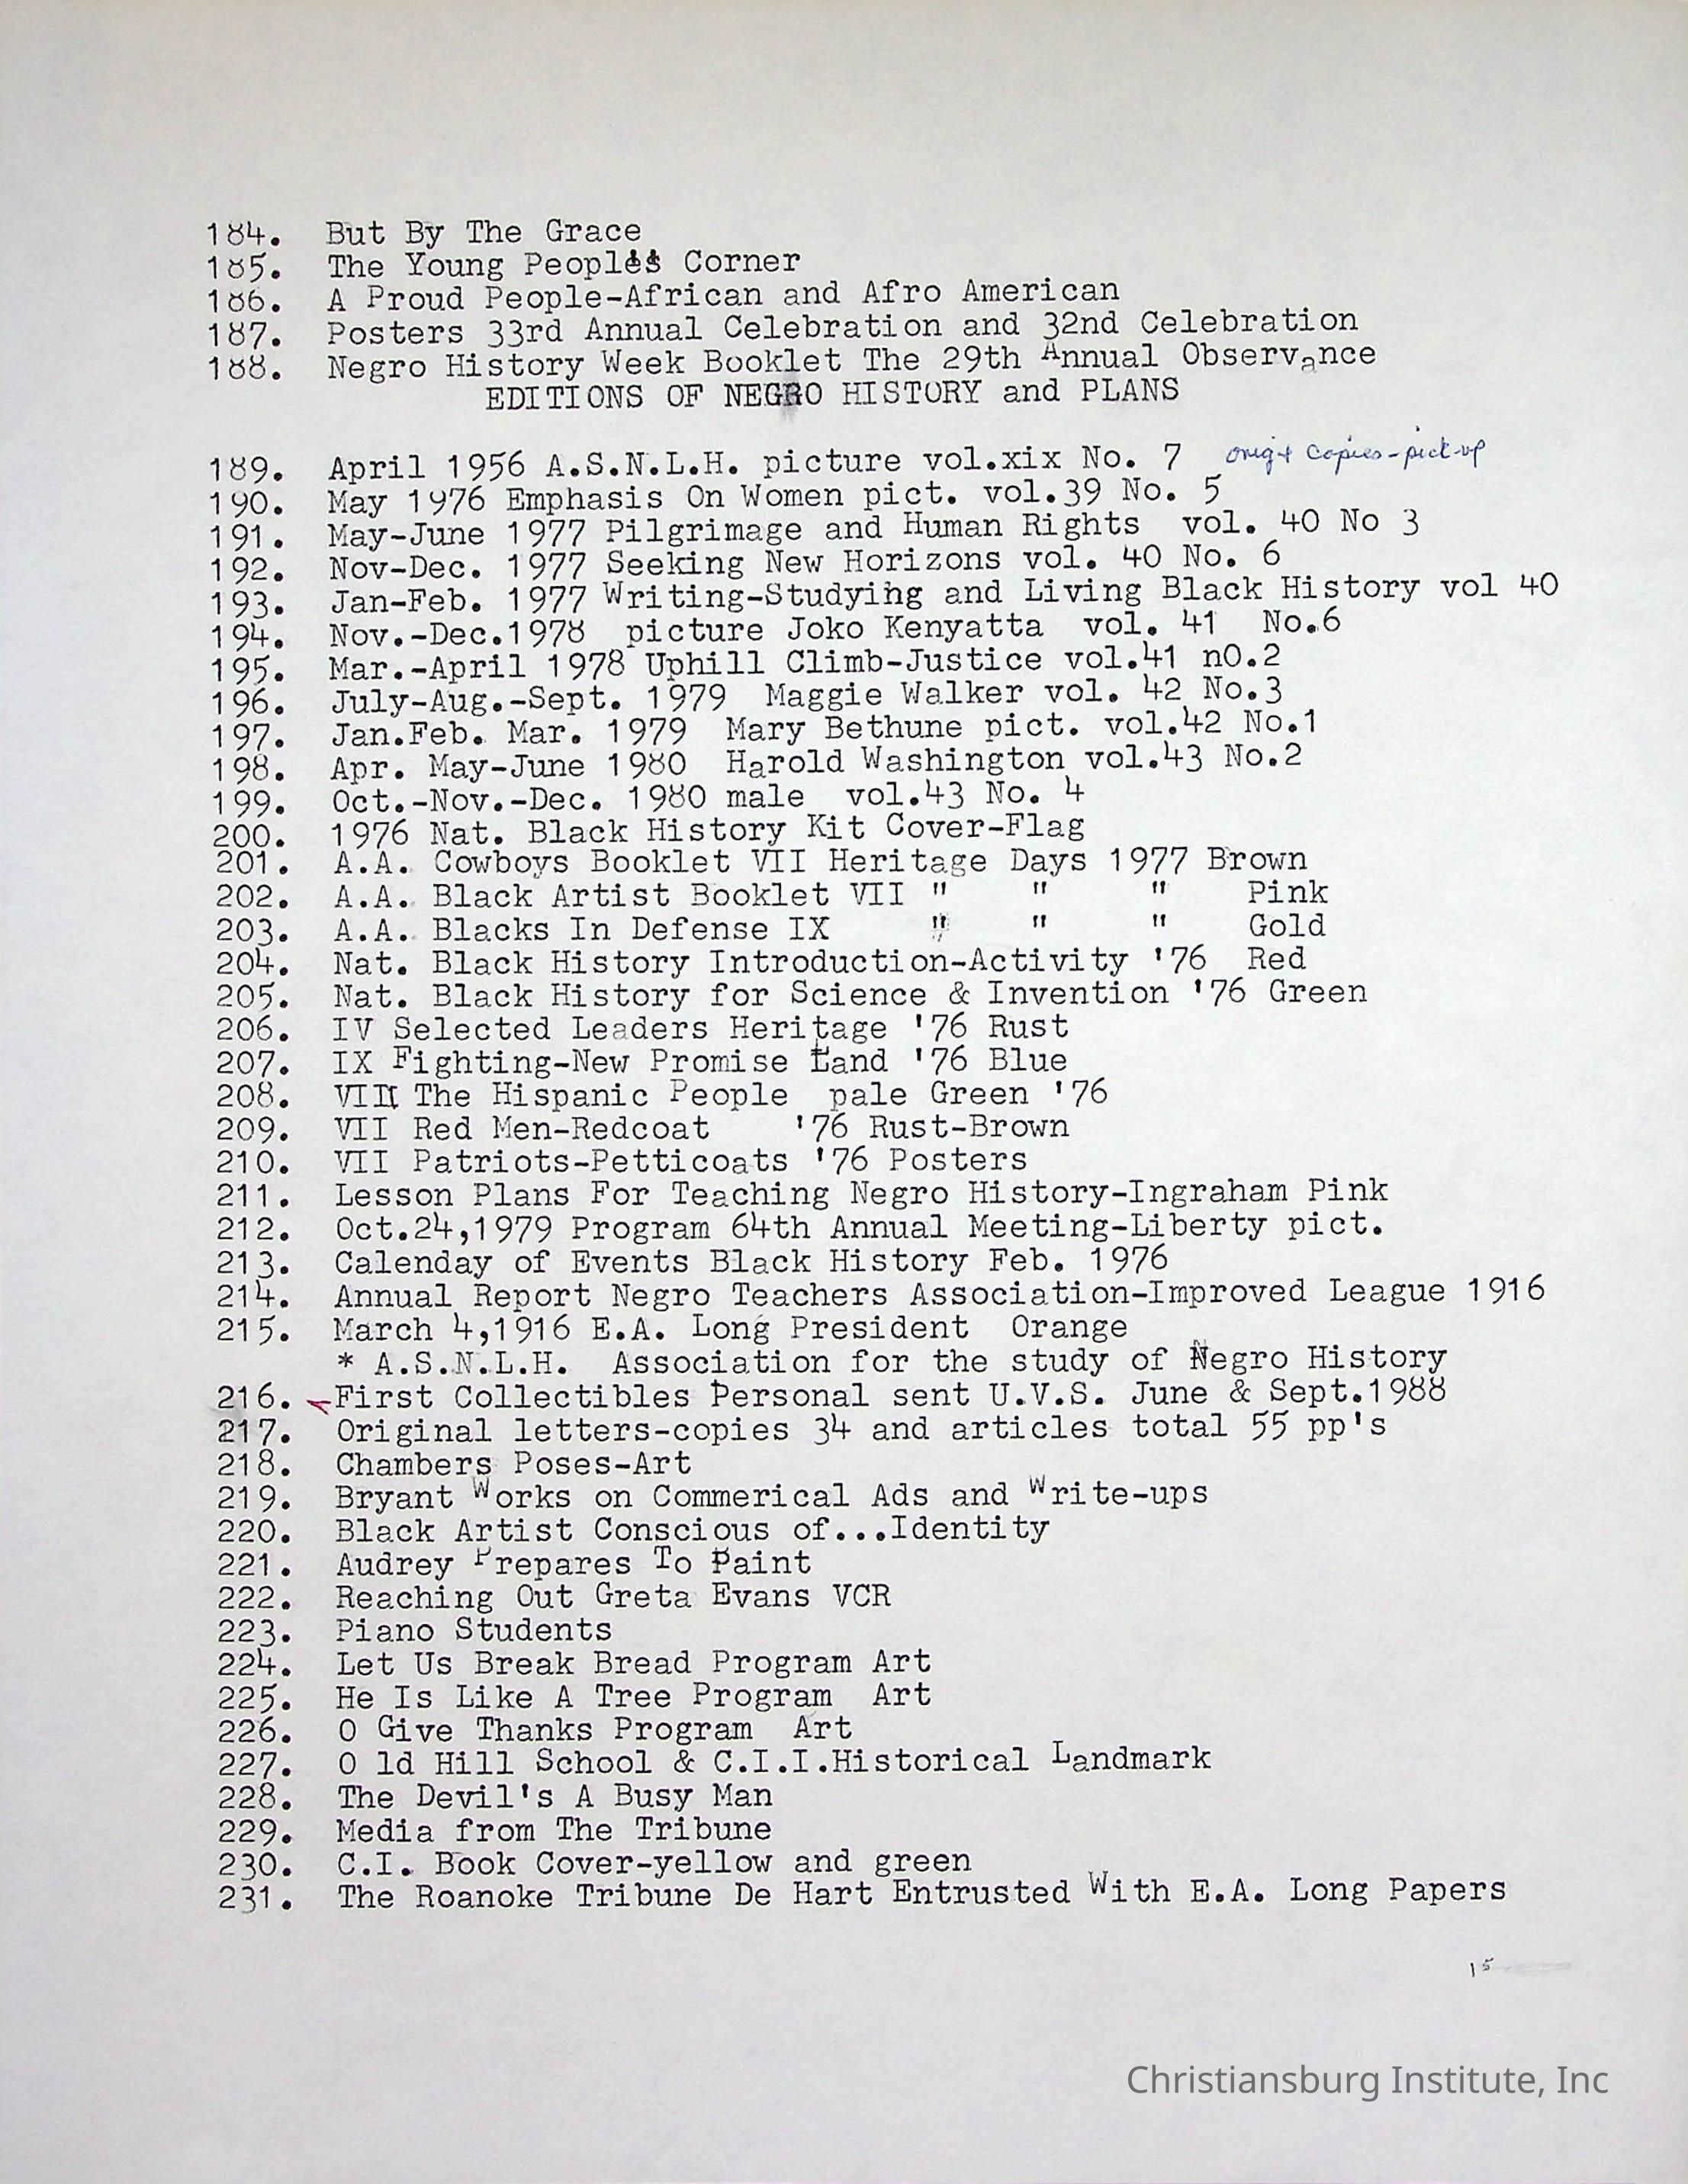 184. But By The Grace
185. The Young People's Corner
186. A Proud People-African and Afro American
187. Posters 33rd Annual Celebration and 32nd Celebration
188. Negro History Week Booklet The 29th Annual Observance
EDITIONS OF NEGRO HISTORY and PLANS
189. April 1956 A.S.N.L.H. picture vol.xix No. 7 orig + copies-pick-up
190. May 1976 Emphasis On Women pict. vol.39 No. 5
191. May-June 1977 Pilgrimage and Human Rights vol. 40 No 3
192. Nov-Dec. 1977 Seeking New Horizons vol. 40 No. 6
193. Jan-Feb. 1977 Writing-Studying and Living Black History vol 40
194. Nov.-Dec.1978 picture Joko Kenyatta vol. 41 No.6
195. Mar.-April 1978 Uphill Climb-Justice vol.41 nO.2
196. July-Aug.-Sept. 1979 Maggie Walker vol. 42 No.3
197. Jan.Feb. Mar. 1979 Mary Bethune pict. vol.42 No.1
198. Apr. May-June 1980 Harold Washington vol.43 No.2
199. Oct.-Nov.-Dec. 1980 male vol.43 No. 4
200. 1976 Nat. Black History Kit Cover-Flag
201. A.A. Cowboys Booklet VII Heritage Days 1977 Brown
202. A.A. Black Artist Booklet VII " " " Pink
203. A.A. Blacks In Defense IX " " " Gold
204. Nat. Black History Introduction-Activity '76 Red
205. Nat. Black History for Science & Invention '76 Green
206. IV Selected Leaders Heritage '76 Rust
207. IX Fighting-New Promise Land '76 Blue
208. VIII The Hispanic People pale Green '76
209. VII Red Men-Redcoat '76 Rust-Brown
210. VII Patriots-Petticoats '76 Posters
211. Lesson Plans For Teaching Negro History-Ingraham Pink
212. Oct.24,1979 Program 64th Annual Meeting-Liberty pict.
213. Calenday of Events Black History Feb. 1976
214. Annual Report Negro Teachers Association-Improved League 1916
215. March 4,1916 E.A. Long President Orange
* A.S.N.L.H. Association for the study of Negro History
216. First Collectibles Personal sent U.V.S. June & Sept.1988
217. Original letters-copies 34 and articles total 55 pp's
218. Chambers Poses-Art
219. Bryant Works on Commerical Ads and Write-ups
220. Black Artist Conscious of...Identity
221. Audrey Prepares To Paint
222. Reaching Out Greta Evans VCR
223. Piano Students
224. Let Us Break Bread Program Art
225. He Is Like A Tree Program Art
226. O Give Thanks Program Art
227. O ld Hill School & C.I.I.Historical Landmark
228. The Devil's A Busy Man
229. Media from The Tribune
230. C.I. Book Cover-yellow and green
231. The Roanoke Tribune De Hart Entrusted With E.A. Long Papers
15
Christiansburg Institute, Inc